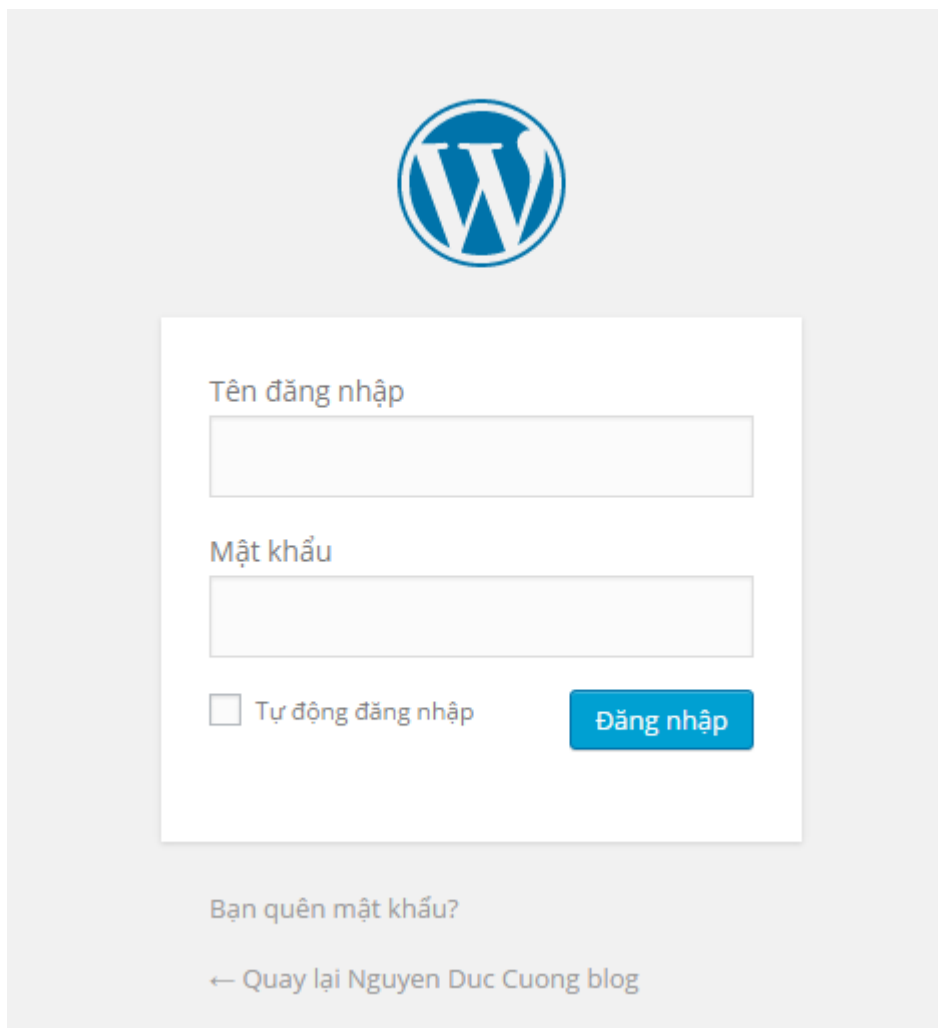 Tên đăng nhập
Mật khẩu
Tự động đăng nhập
Đăng nhập
Bạn quên mật khẩu?
← Quay lại Nguyen Duc Cuong blog